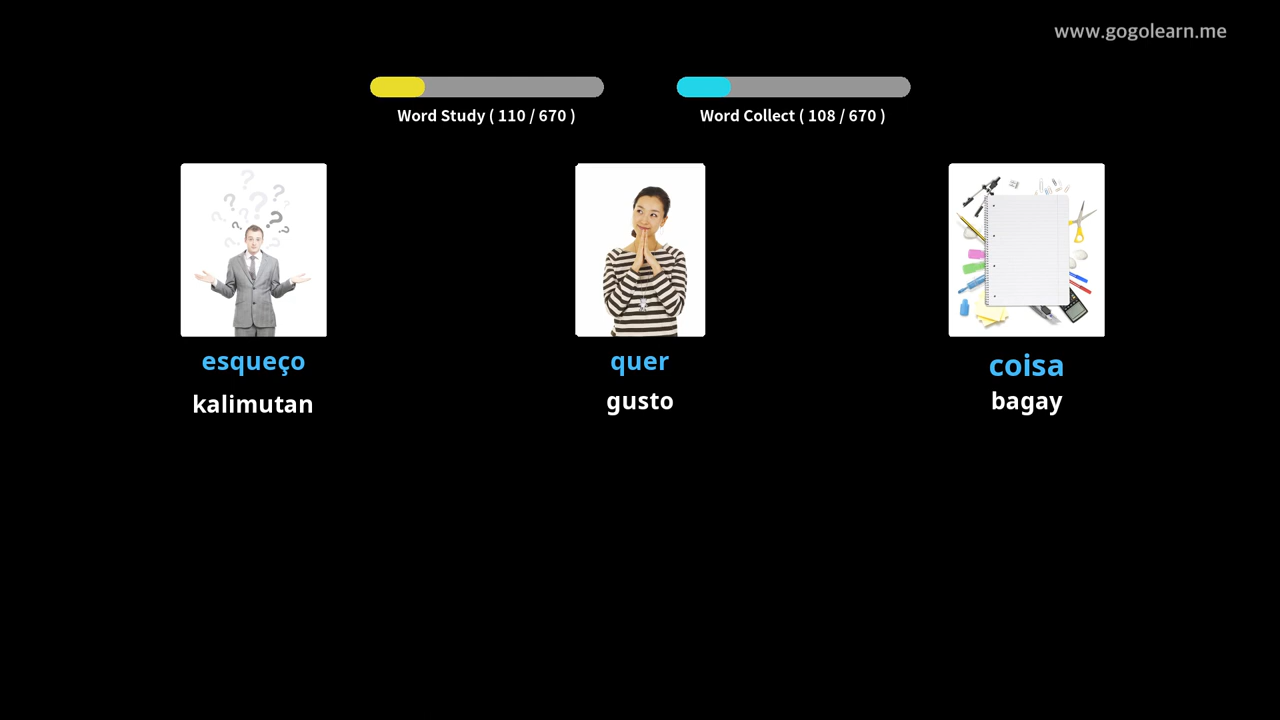 www.gogolearn.me
Word Study ( 110 / 670 )
Word Collect ( 108 / 670 )
esqueço
quer
coisa
kalimutan
gusto
bagay